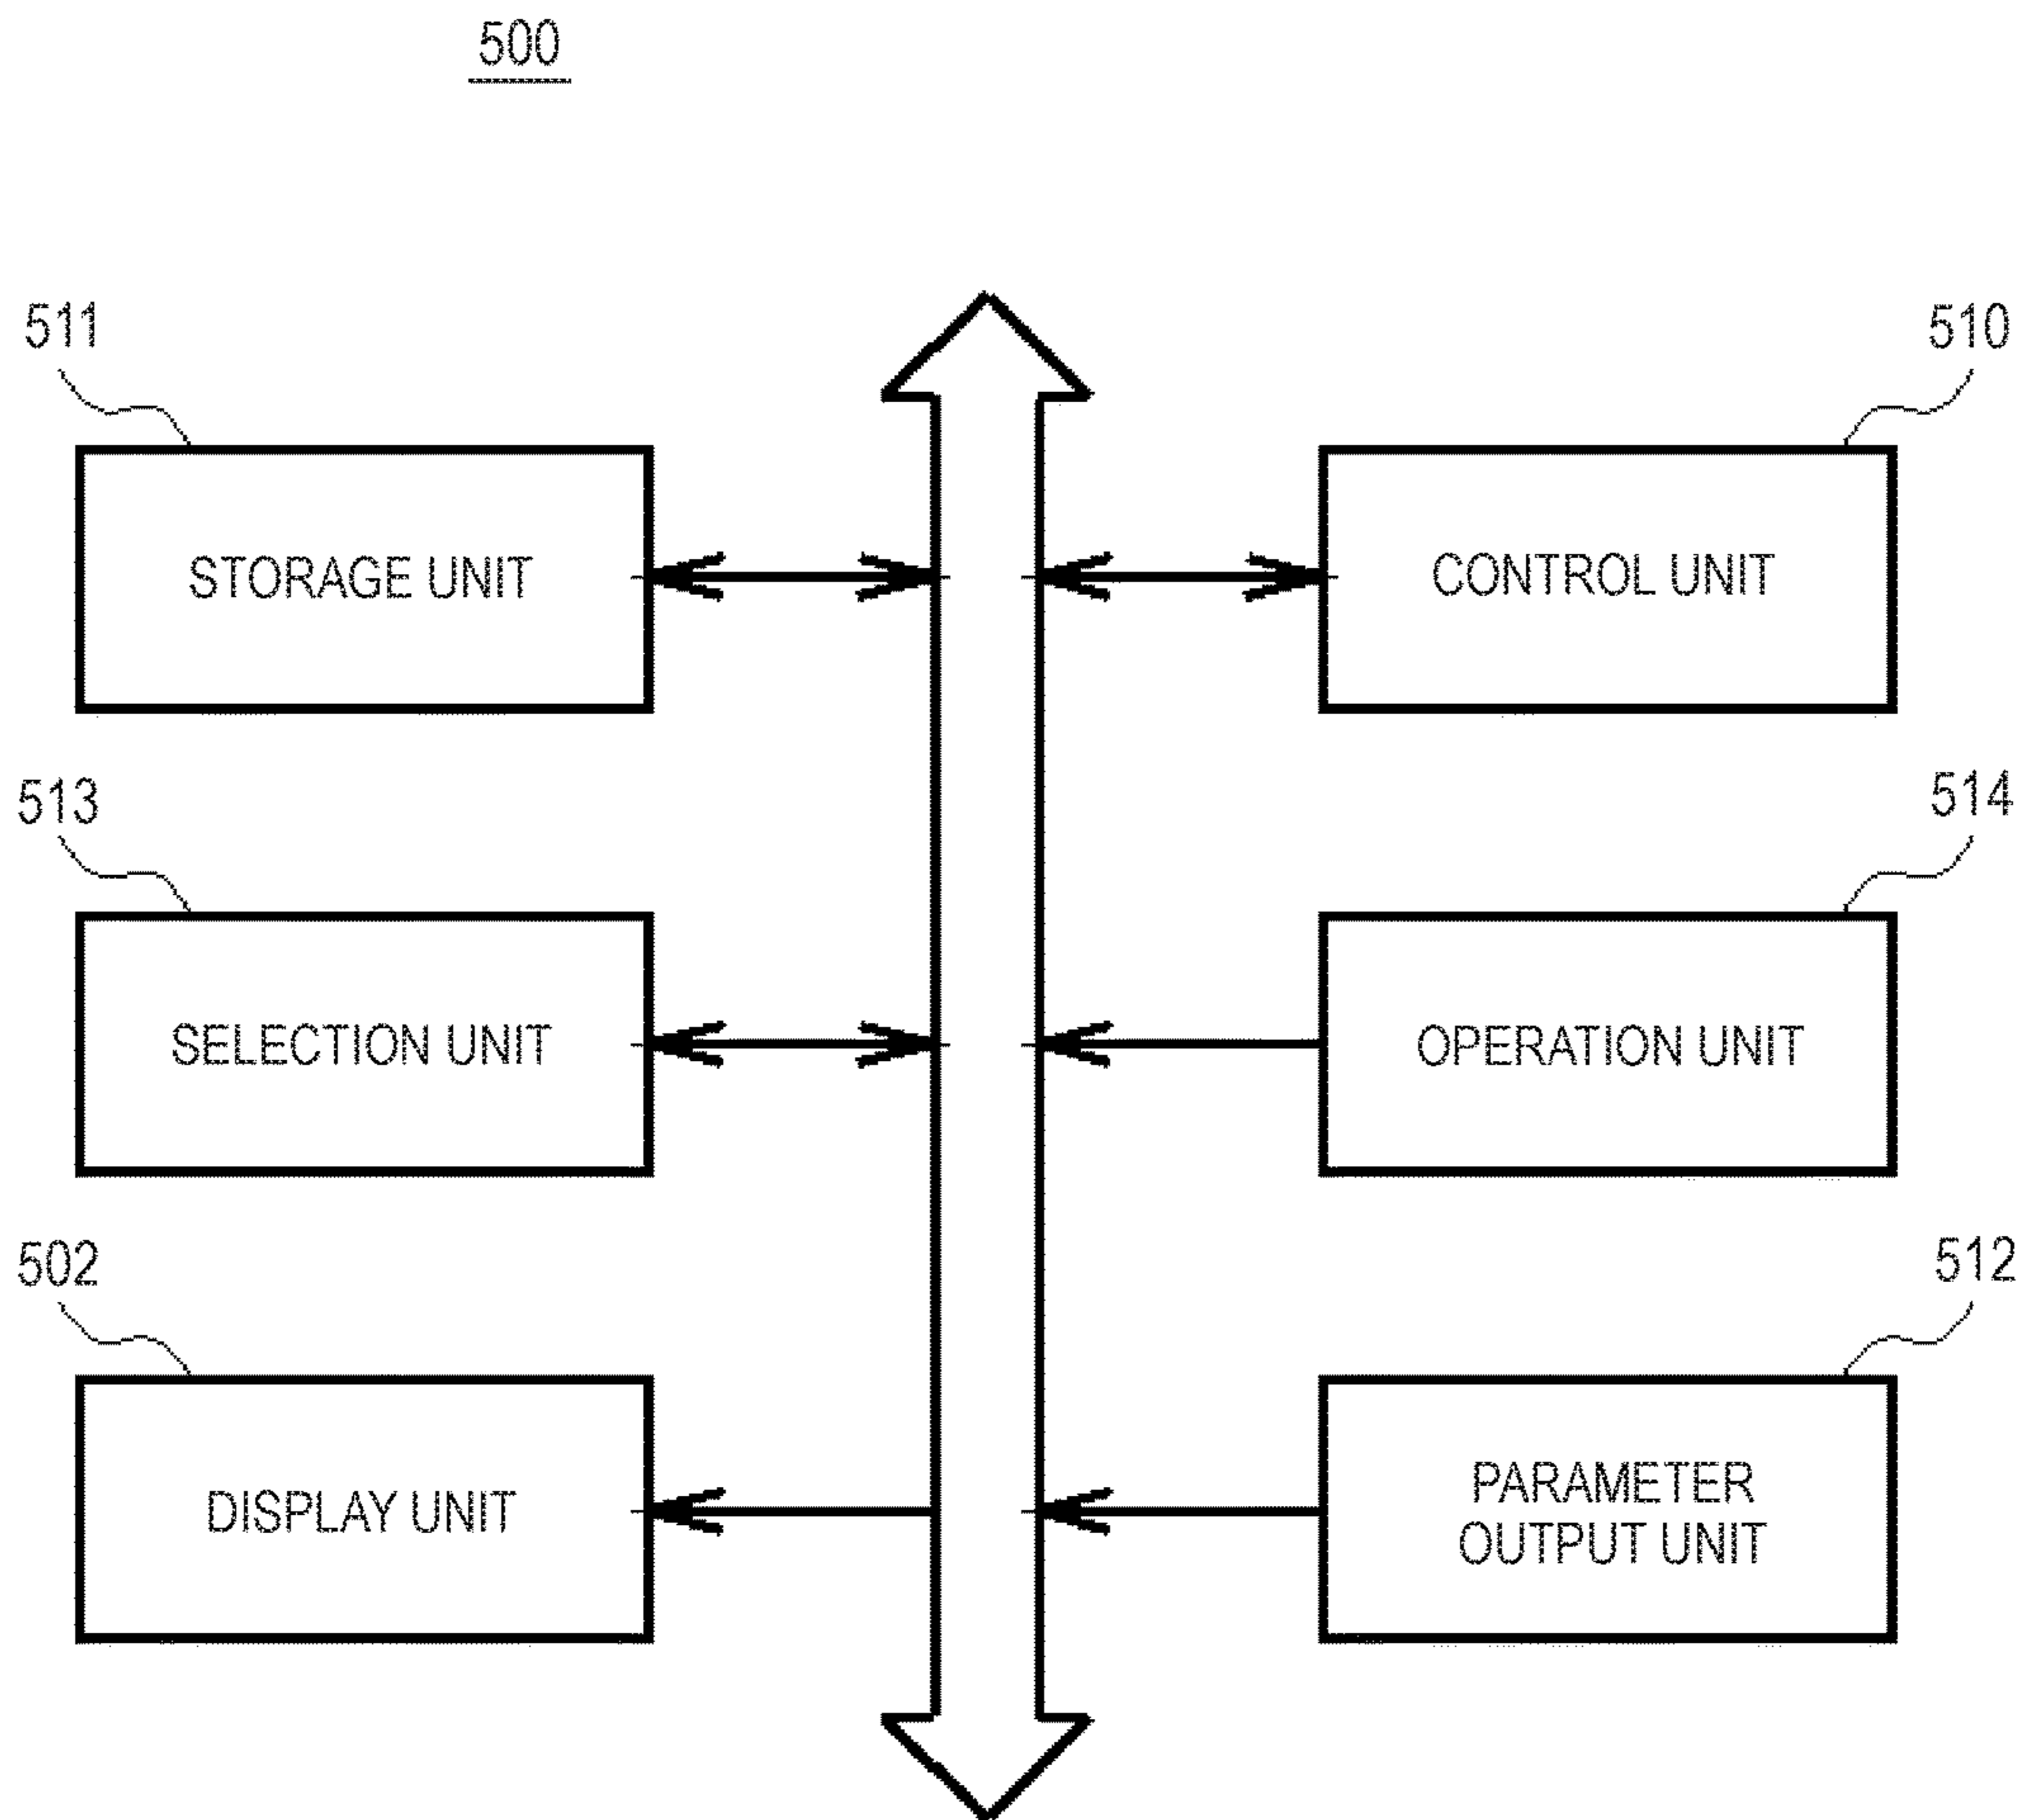 500
511
510
STORAGE UNIT
CONTROL UNIT
513
514
SELECTION UNIT
OPERATION UNIT
502
512
DISPLAY UNIT
PARAMETER
OUTPUT UNIT